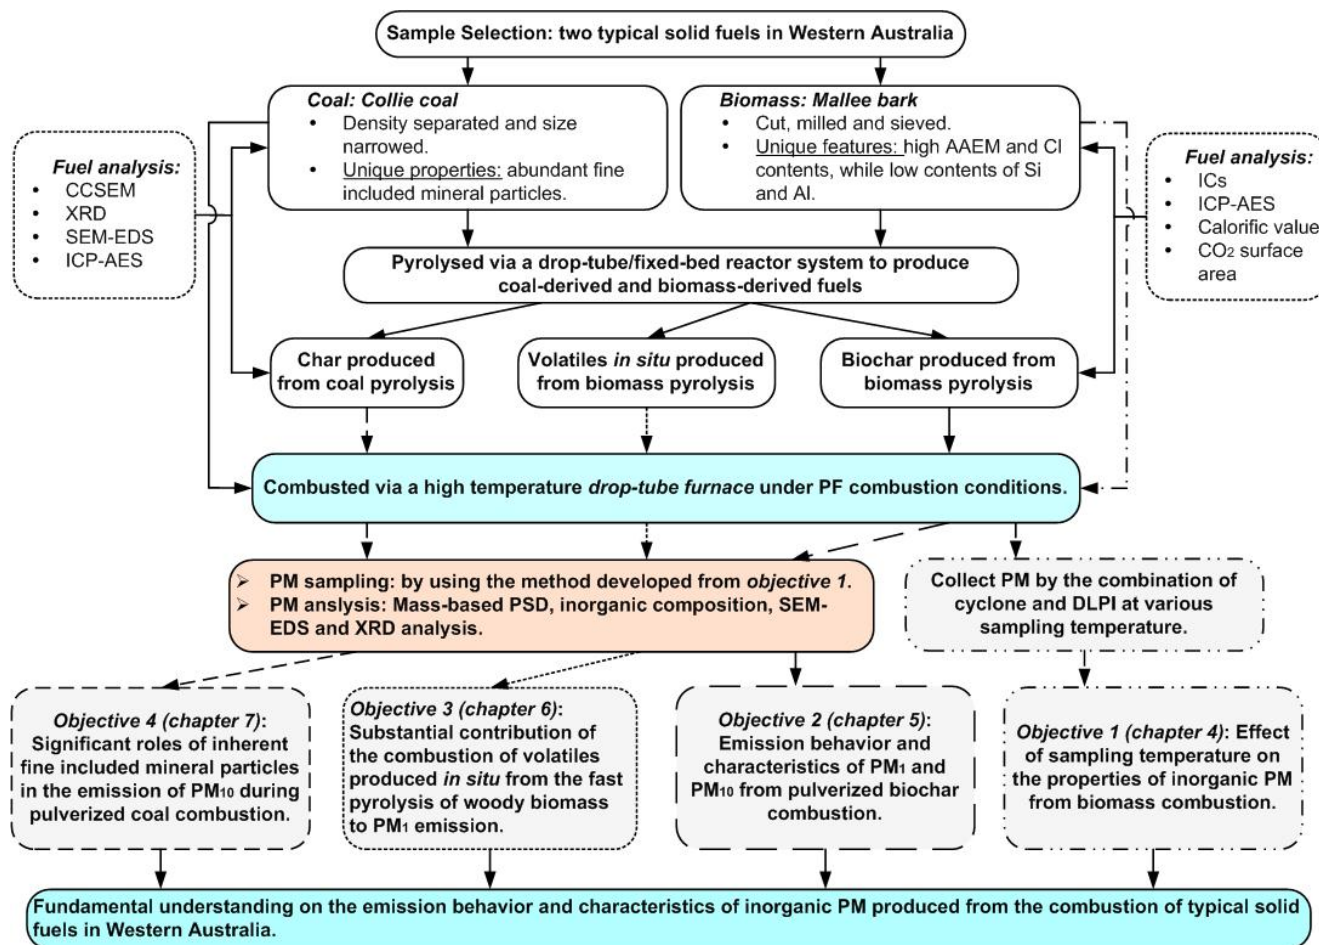 Sample Selection: two typical solid fuels in Western Australia
Coal: Collie coal
• Density separated and size
narrowed.
• Unique properties: abundant fine
included mineral particles.
Biomass: Mallee bark
• Cut, milled and sieved.
• Unique features: high AAEM and Cl
contents, while low contents of Si
and Al.
Fuel analysis:
• CCSEM
• XRD
• SEM-EDS
• ICP-AES
Fuel analysis:
• ICs
• ICP-AES
• Calorific value
• CO2 surface
area
Pyrolysed via a drop-tube/fixed-bed reactor system to produce
coal-derived and biomass-derived fuels
Char produced
from coal pyrolysis
Volatiles in situ produced
from biomass pyrolysis
Biochar produced from
biomass pyrolysis
Combusted via a high temperature drop-tube furnace under PF combustion conditions.
➢ PM sampling: by using the method developed from objective 1.
➢ PM anslysis: Mass-based PSD, inorganic composition, SEM-
EDS and XRD analysis.
Collect PM by the combination of
cyclone and DLPI at various
sampling temperature.
Objective 4 (chapter 7):
Significant roles of inherent
fine included mineral particles
in the emission of PM10 during
pulverized coal combustion.
Objective 3 (chapter 6):
Substantial contribution of
the combustion of volatiles
produced in situ from the fast
pyrolysis of woody biomass
to PM1 emission.
Objective 2 (chapter 5):
Emission behavior and
characteristics of PM1 and
PM10 from pulverized biochar
combustion.
Objective 1 (chapter 4): Effect
of sampling temperature on
the properties of inorganic PM
from biomass combustion.
Fundamental understanding on the emission behavior and characteristics of inorganic PM produced from the combustion of typical solid
fuels in Western Australia.